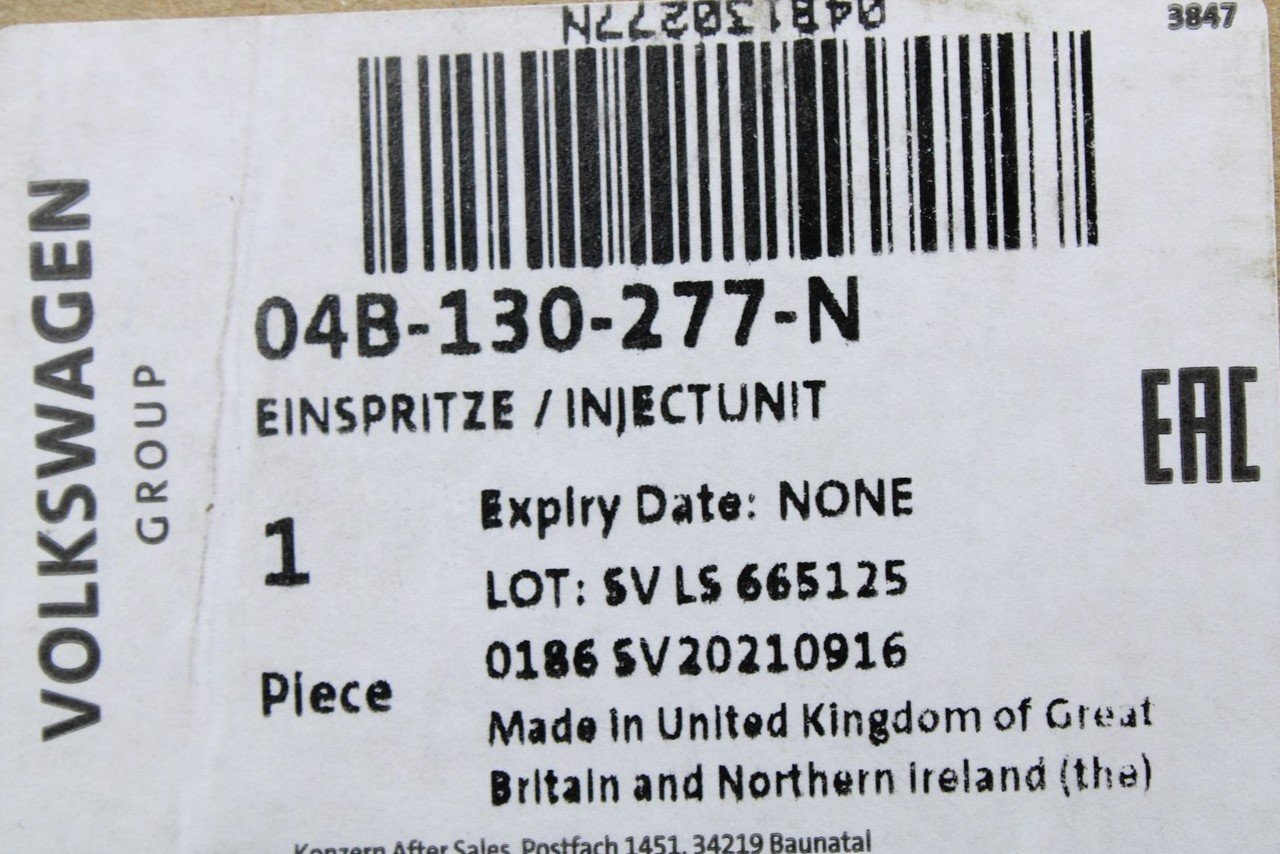 3847
04B130277N
VOLKSWAGEN
GROUP
04B-130-277-N
EINSPRITZE / INJECTUNIT
EAC
1
Piece
Expiry Date: NONE
LOT: SV LS 665125
0186 SV20210916
Made in United Kingdom of Great
Britain and Northern Ireland (the)
Konzern After Sales, Postfach 1451, 34219 Baunatal